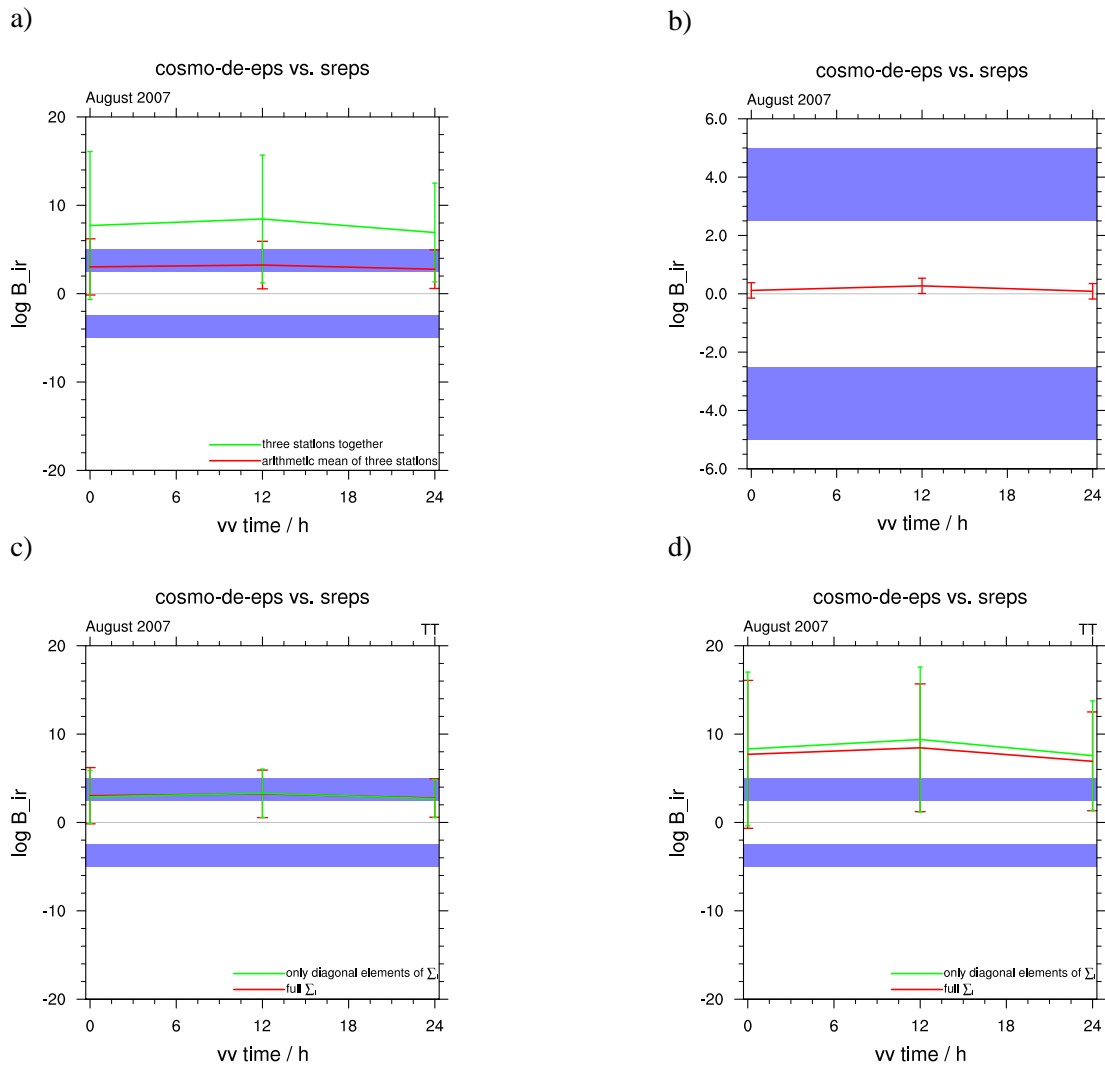 a)
cosmo-de-eps vs. sreps
August 2007
20
10
0
-10
-20
log B_ir
three stations together
arithmetic mean of three stations
0
6
12
18
24
vv time / h
b)
cosmo-de-eps vs. sreps
August 2007
6.0
4.0
2.0
0.0
-2.0
-4.0
-6.0
log B_ir
0
6
12
18
24
vv time / h
c)
cosmo-de-eps vs. sreps
August 2007
TT
20
10
0
-10
-20
log B_ir
only diagonal elements of Σᵢ
full Σᵢ
0
6
12
18
24
vv time / h
d)
cosmo-de-eps vs. sreps
August 2007
TT
20
10
0
-10
-20
log B_ir
only diagonal elements of Σᵢ
full Σᵢ
0
6
12
18
24
vv time / h